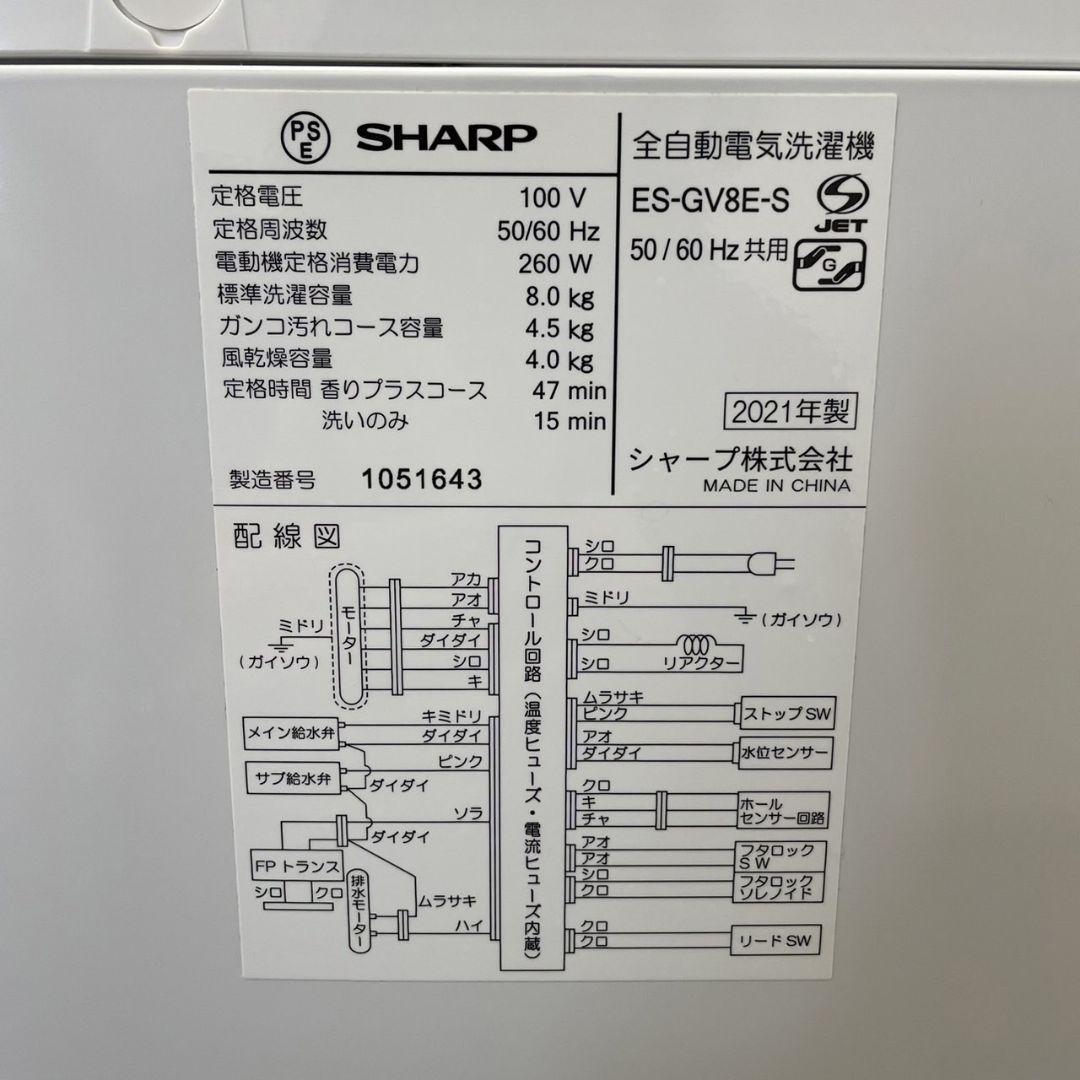 PS
E
SHARP
定格電圧 100 V
定格周波数 50/60 Hz
電動機定格消費電力 260 W
標準洗濯容量 8.0 kg
ガンコ汚れコース容量 4.5 kg
風乾燥容量 4.0 kg
定格時間 香りプラスコース 47 min
洗いのみ 15 min
製造番号 1051643
全自動電気洗濯機
ES-GV8E-S
S
JET
50 / 60 Hz 共用
G
2021年製
シャープ株式会社
MADE IN CHINA
配線図
モーター
ミドリ
(ガイソウ)
アカ
アオ
チャ
ダイダイ
シロ
キ
メイン給水弁
キミドリ
ダイダイ
サブ給水弁
ピンク
ダイダイ
ソラ
ダイダイ
FPトランス
シロ クロ
排水モーター
ムラサキ
ハイ
コントロール回路(温度ヒューズ・電流ヒューズ内蔵)
シロ
クロ
ミドリ
(ガイソウ)
シロ
シロ
リアクター
ムラサキ
ピンク
ストップSW
アオ
ダイダイ
水位センサー
クロ
キ
チャ
ホール
センサー回路
アオ
アオ
フタロック
SW
シロ
クロ
フタロック
ソレノイド
クロ
クロ
リードSW